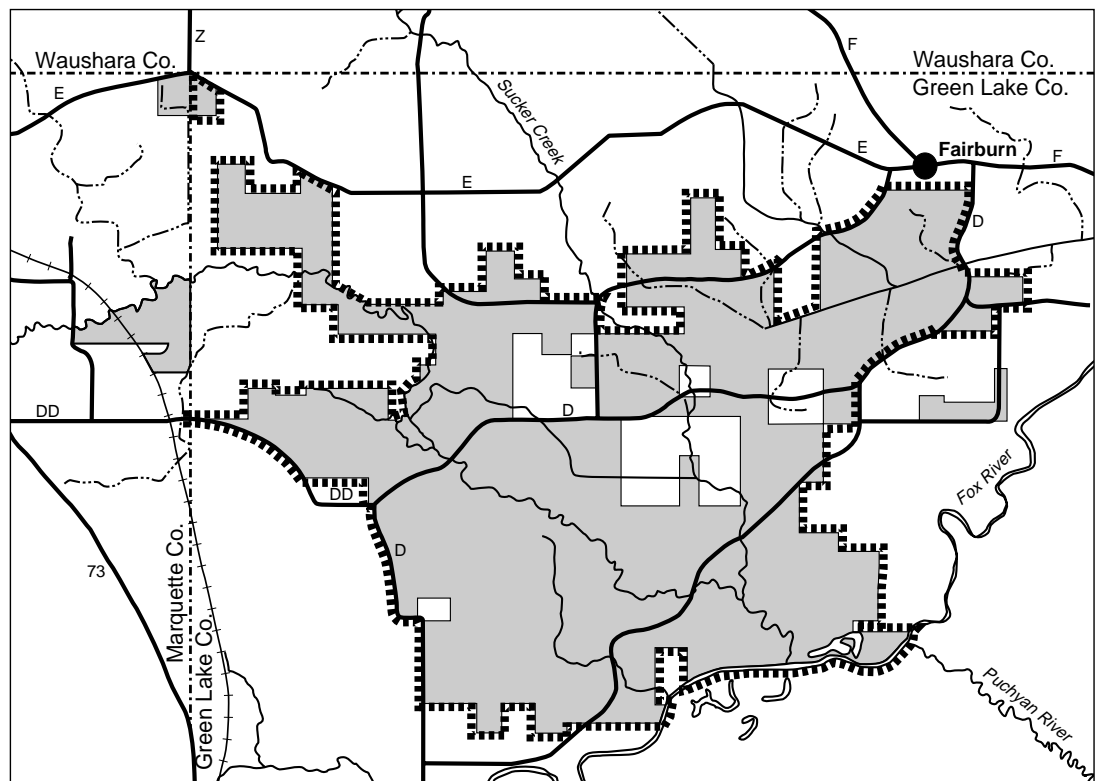 Z
F
Waushara Co.
Waushara Co.
Green Lake Co.
E
Sucker Creek
E
Fairburn
F
E
D
DD
D
Fox River
DD
D
73
Marquette Co.
Green Lake Co.
Puchyan River